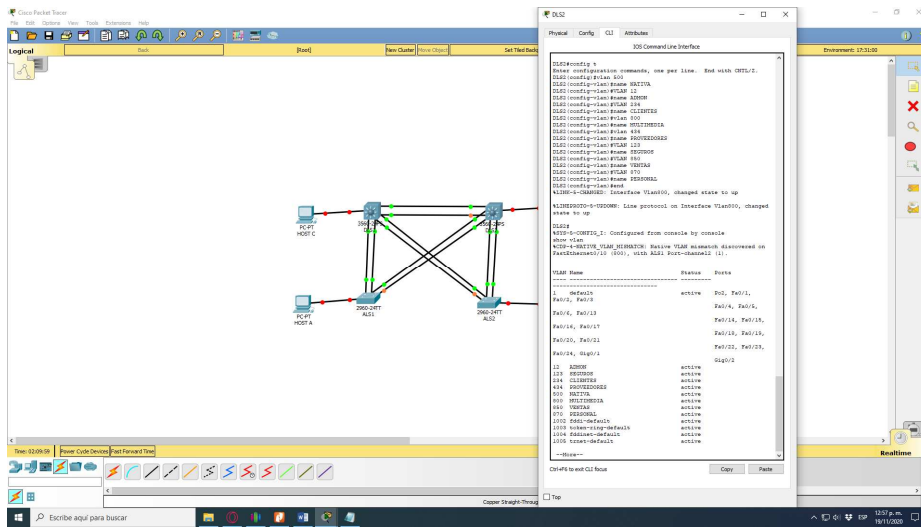 Cisco Packet Tracer
File Edit Options View Tools Extensions Help
Logical
Back
[Root]
New Cluster
Move Object
Set Tiled Backg
Environment: 17:31:00
PC-PT
HOST C
PC-PT
HOST A
2960-24TT
ALS1
2960-24TT
ALS2
DLS2
Physical Config CLI Attributes
IOS Command Line Interface
DLS2#config t
Enter configuration commands, one per line. End with CNTL/Z.
DLS2(config)#vlan 500
DLS2(config-vlan)#name NATIVA
DLS2(config-vlan)#VLAN 12
DLS2(config-vlan)#name ADMON
DLS2(config-vlan)#VLAN 234
DLS2(config-vlan)#name CLIENTES
DLS2(config-vlan)#vlan 800
DLS2(config-vlan)#name MULTIMEDIA
DLS2(config-vlan)#vlan 434
DLS2(config-vlan)#name PROVEEDORES
DLS2(config-vlan)#VLAN 123
DLS2(config-vlan)#name SEGUROS
DLS2(config-vlan)#VLAN 850
DLS2(config-vlan)#name VENTAS
DLS2(config-vlan)#VLAN 870
DLS2(config-vlan)#name PERSONAL
DLS2(config-vlan)#end
%LINK-5-CHANGED: Interface Vlan800, changed state to up
%LINEPROTO-5-UPDOWN: Line protocol on Interface Vlan800, changed
state to up
DLS2#
%SYS-5-CONFIG_I: Configured from console by console
show vlan
%CDP-4-NATIVE_VLAN_MISMATCH: Native VLAN mismatch discovered on
FastEthernet0/10 (800), with ALS1 Port-channel2 (1).
VLAN Name Status Ports
1 default active Po2, Fa0/1,
Fa0/2, Fa0/3
Fa0/4, Fa0/5,
Fa0/6, Fa0/13
Fa0/14, Fa0/15,
Fa0/16, Fa0/17
Fa0/18, Fa0/19,
Fa0/20, Fa0/21
Fa0/22, Fa0/23,
Fa0/24, Gig0/1
Gig0/2
12 ADMON active
123 SEGUROS active
234 CLIENTES active
434 PROVEEDORES active
500 NATIVA active
800 MULTIMEDIA active
850 VENTAS active
870 PERSONAL active
1002 fddi-default active
1003 token-ring-default active
1004 fddinet-default active
1005 trnet-default active
--More--
Ctrl+F6 to exit CLI focus
Copy
Paste
Top
Time: 02:09:59
Power Cycle Devices
Fast Forward Time
Realtime
Copper Straight-Throug
Escribe aquí para buscar
ESP
12:57 p. m.
19/11/2020